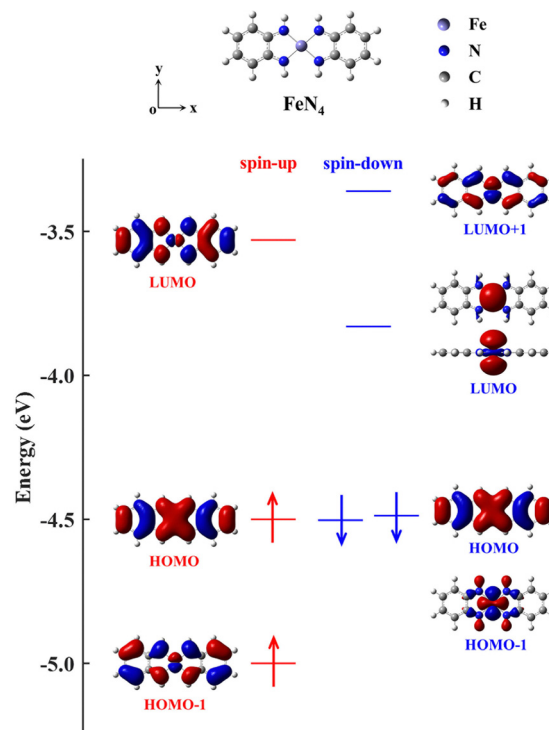 Fe
N
C
H
y
o
x
FeN₄
spin-up
spin-down
LUMO+1
-3.5
LUMO
LUMO
-4.0
Energy (eV)
-4.5
HOMO
HOMO
HOMO-1
-5.0
HOMO-1